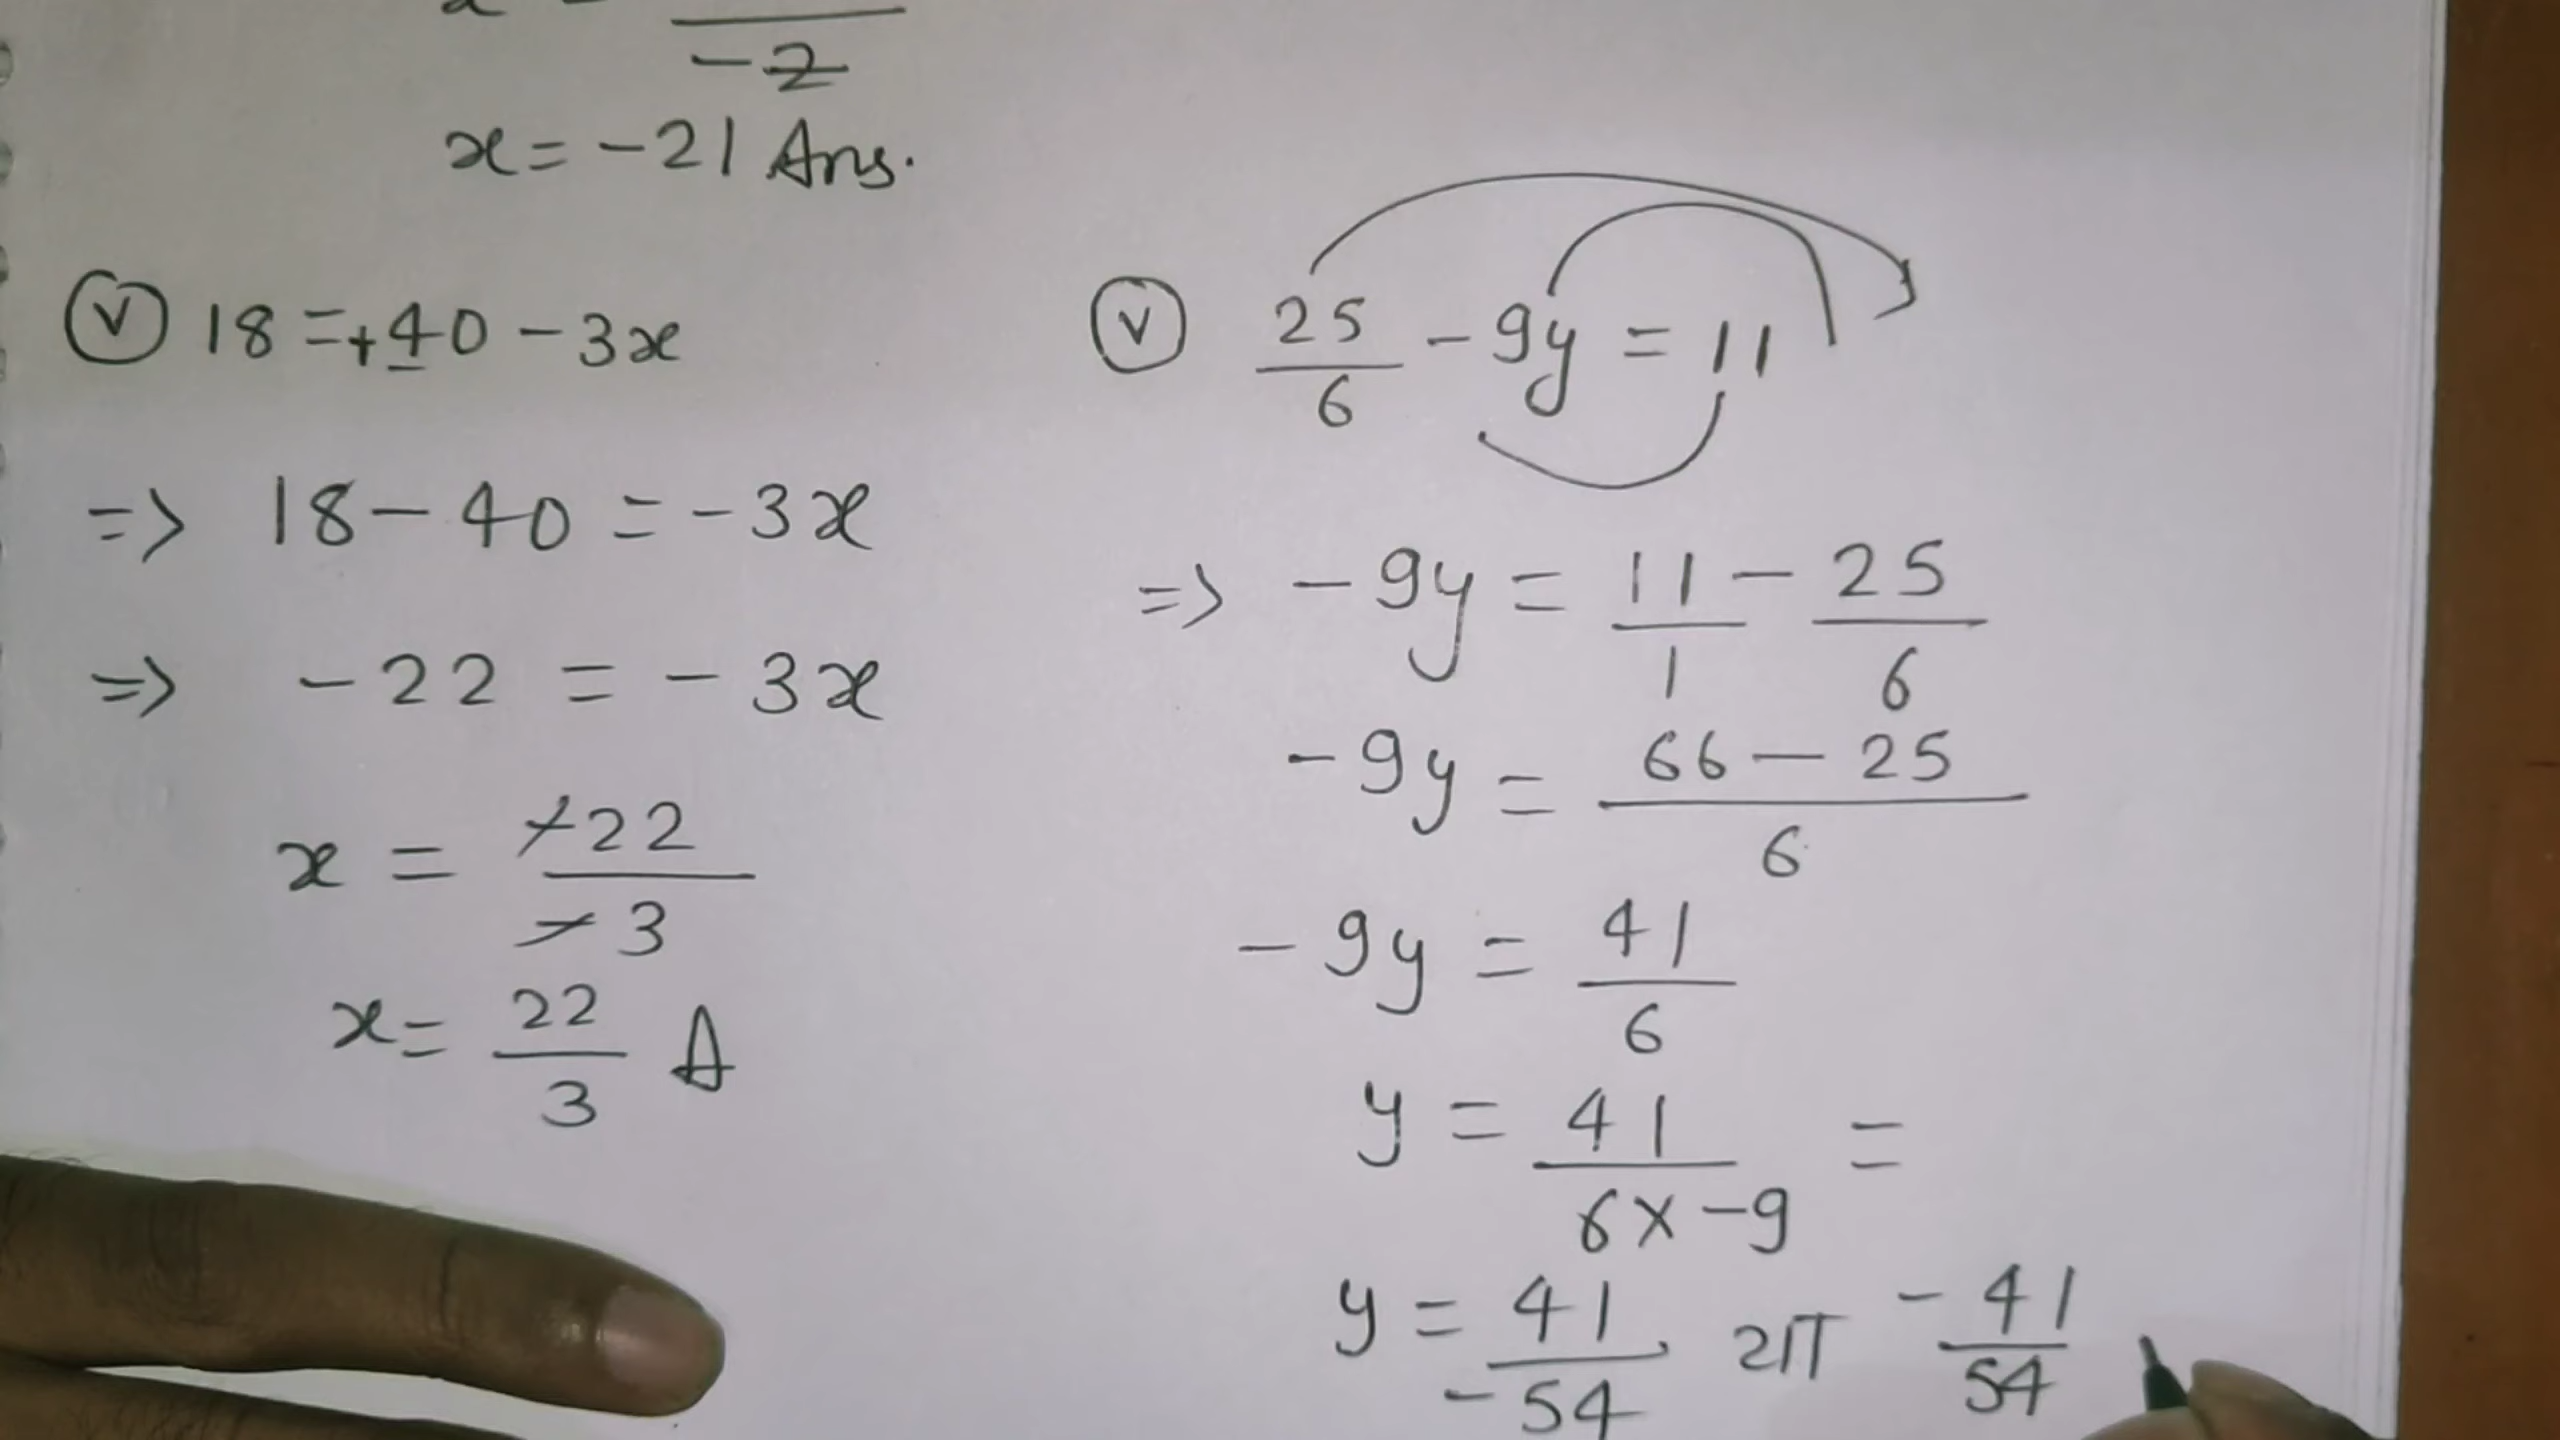 -2
x = -21 Ans.
(v) 18 = +40 - 3x
=> 18 - 40 = -3x
=> -22 = -3x
x = -22/-3
x = 22/3 A
(v) 25/6 - 9y = 11
=> -9y = 11/1 - 25/6
-9y = 66 - 25/6
-9y = 41/6
y = 41/6x-9 =
y = 41/-54 या -41/54